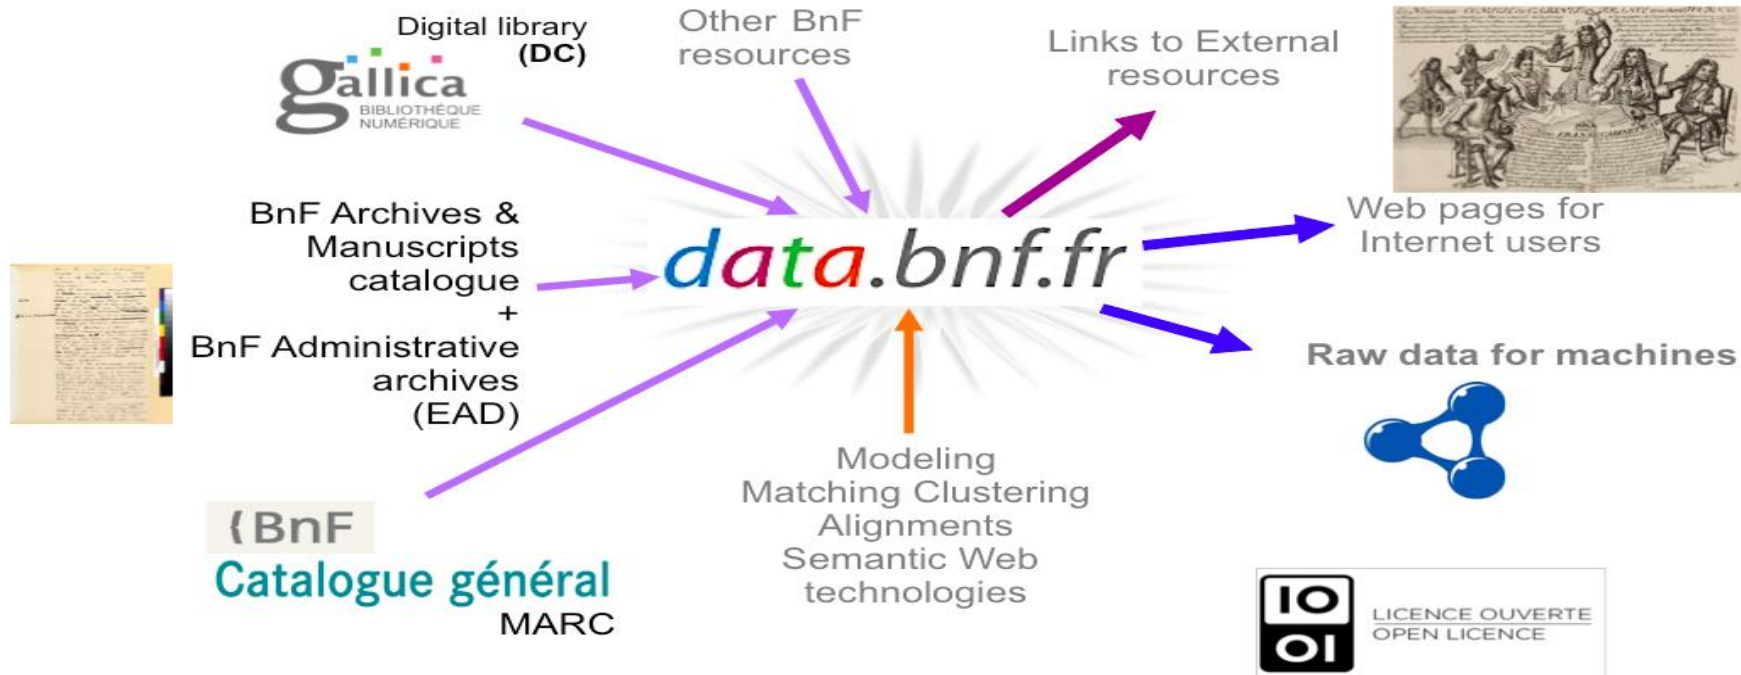 Digital library
(DC)
gallica
BIBLIOTHÈQUE
NUMÉRIQUE
Other BnF
resources
Links to External
resources
BnF Archives &
Manuscripts
catalogue
+
BnF Administrative
archives
(EAD)
data.bnf.fr
Web pages for
Internet users
Raw data for machines
Modeling
Matching Clustering
Alignments
Semantic Web
technologies
{BnF
Catalogue général
MARC
IO
OI
LICENCE OUVERTE
OPEN LICENCE